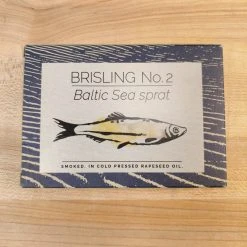 BRISLING No. 2
Baltic Sea sprat
SMOKED. IN COLD PRESSED RAPESEED OIL.